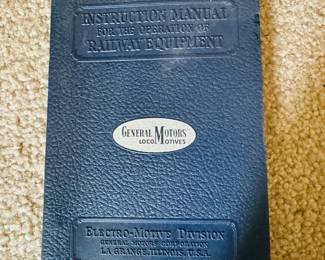 INSTRUCTION MANUAL
FOR THE OPERATION OF
RAILWAY EQUIPMENT
GENERAL MOTORS
LOCOMOTIVES
ELECTRO-MOTIVE DIVISION
GENERAL MOTORS CORPORATION
LA GRANGE, ILLINOIS, U.S.A.